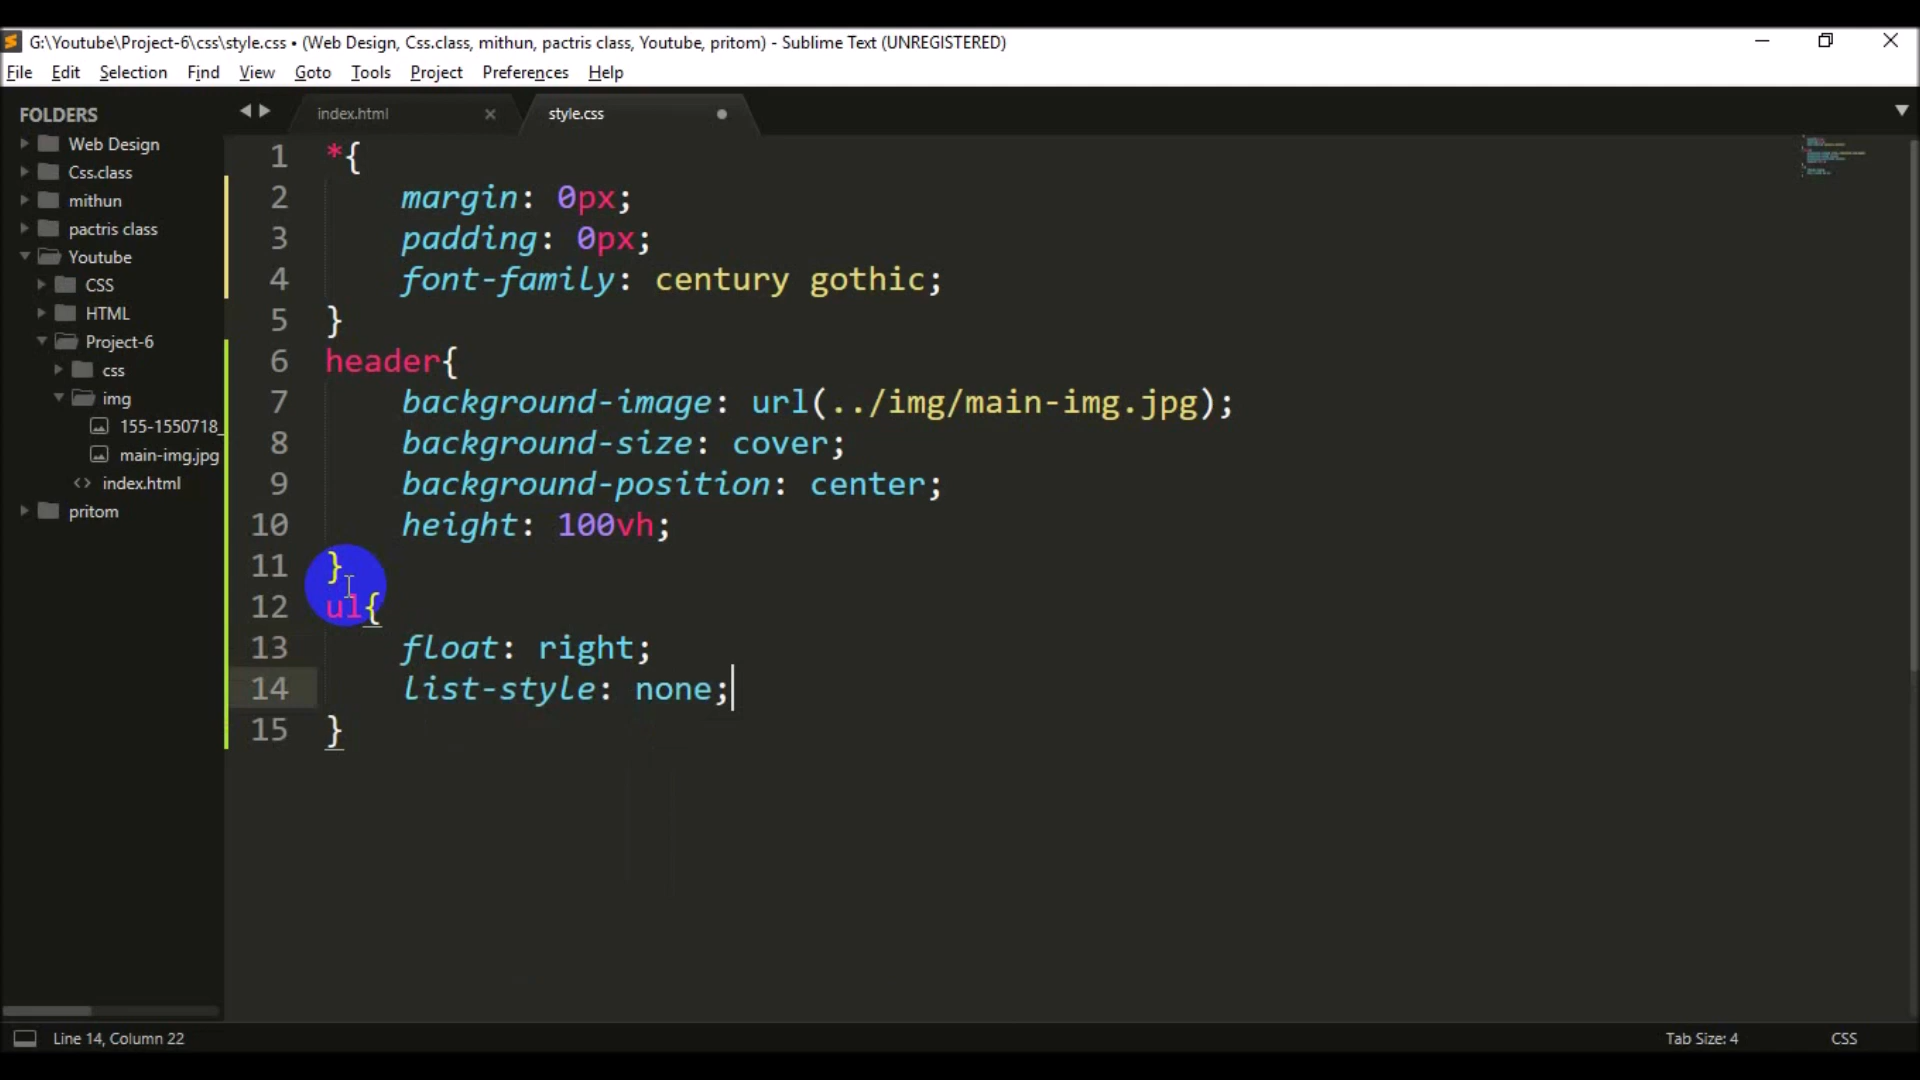 G:\Youtube\Project-6\css\style.css • (Web Design, Css.class, mithun, pactris class, Youtube, pritom) - Sublime Text (UNREGISTERED)
File Edit Selection Find View Goto Tools Project Preferences Help
FOLDERS
Web Design
Css.class
mithun
pactris class
Youtube
CSS
HTML
Project-6
css
img
155-1550718_
main-img.jpg
index.html
pritom
index.html style.css
1 *{
2 margin: 0px;
3 padding: 0px;
4 font-family: century gothic;
5 }
6 header{
7 background-image: url(../img/main-img.jpg);
8 background-size: cover;
9 background-position: center;
10 height: 100vh;
11 }
12 ul{
13 float: right;
14 list-style: none;
15 }
Line 14, Column 22 Tab Size: 4 CSS